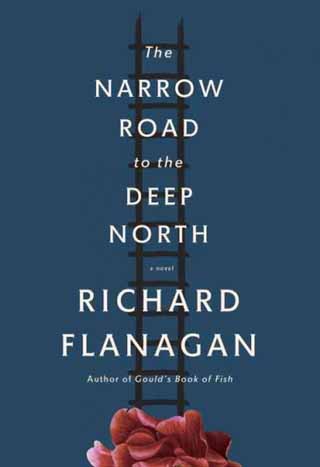 The
NARROW
ROAD
to the
DEEP
NORTH
a novel
RICHARD
FLANAGAN
Author of Gould's Book of Fish